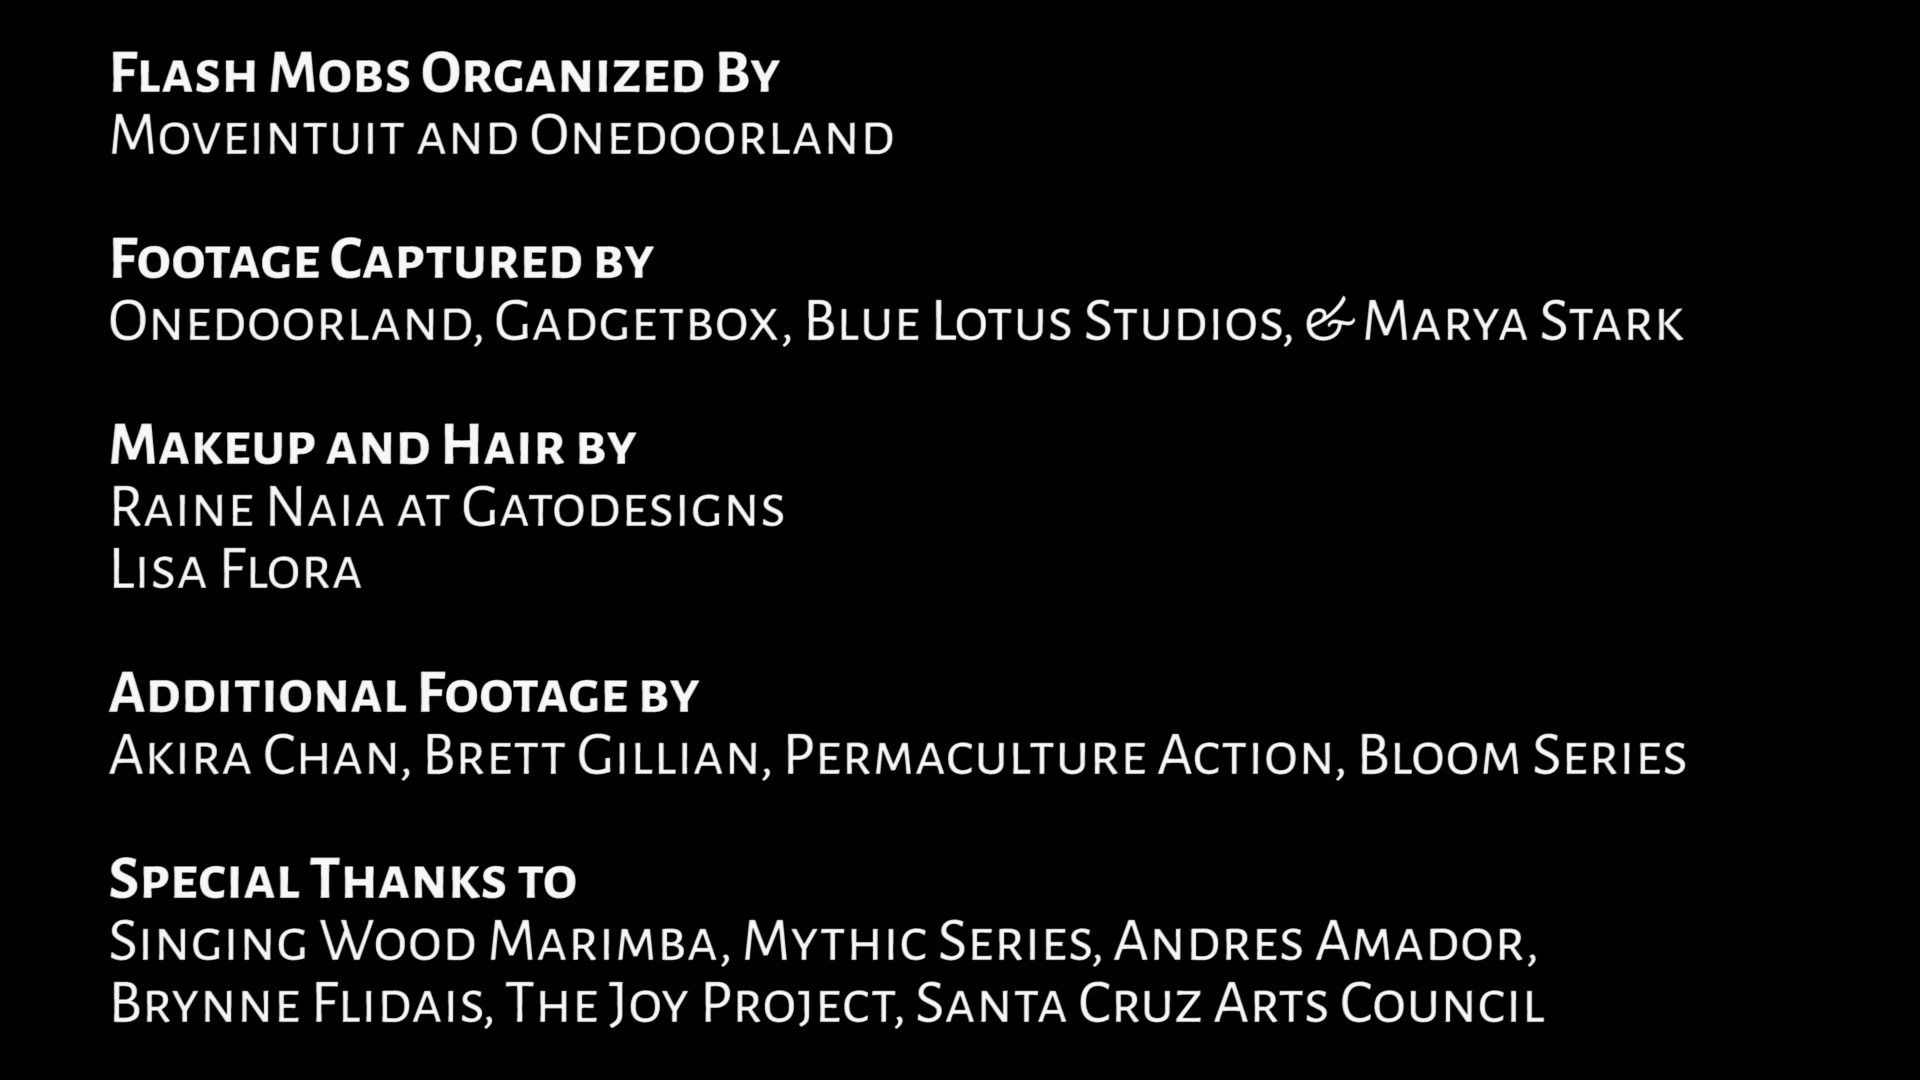 Flash Mobs Organized By
Moveintuit and Onedoorland
Footage Captured by
Onedoorland, Gadgetbox, Blue Lotus Studios, & Marya Stark
Makeup and Hair by
Raine Naia at Gatodesigns
Lisa Flora
Additional Footage by
Akira Chan, Brett Gillian, Permaculture Action, Bloom Series
Special Thanks to
Singing Wood Marimba, Mythic Series, Andres Amador,
Brynne Flidais, The Joy Project, Santa Cruz Arts Council